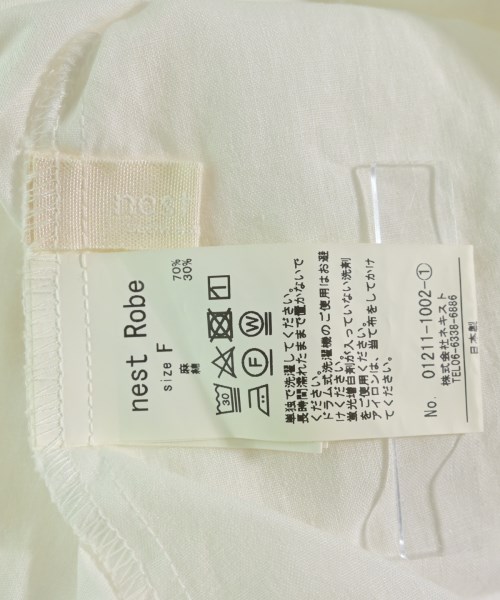 nest
nest Robe
size F
麻 70%
綿 30%
30
F W
単独で洗濯してください。
長時間濡れたままで置かないで
ください。
ドラム式洗濯機のご使用はお避
けください。
蛍光増白剤が入っていない洗剤
をご使用ください。
アイロンは、当て布をしてかけ
てください。
No. 01211-1002-①
株式会社ネキスト
TEL06-6338-6886
日本製